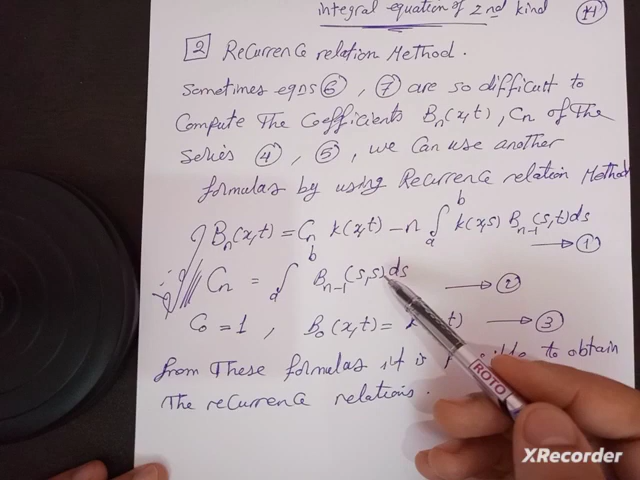 integral equation of 2nd kind 14
2 Recurrence relation Method.
Sometimes eqns 6, 7 are so difficult to
Compute The Coefficients Bn(x,t), Cn of The
series 4, 5, we can use another
formulas by using Recurrence relation Method
Bn(x,t) = Cn k(x,t) - n ∫_a^b k(x,s) Bn-1(s,t)ds → 1
Cn = ∫_a^b Bn-1(s,s)ds → 2
C0 = 1, B0(x,t) = k t) → 3
from These formulas it is to obtain
The recurrence relations.
ROTO
XRecorder